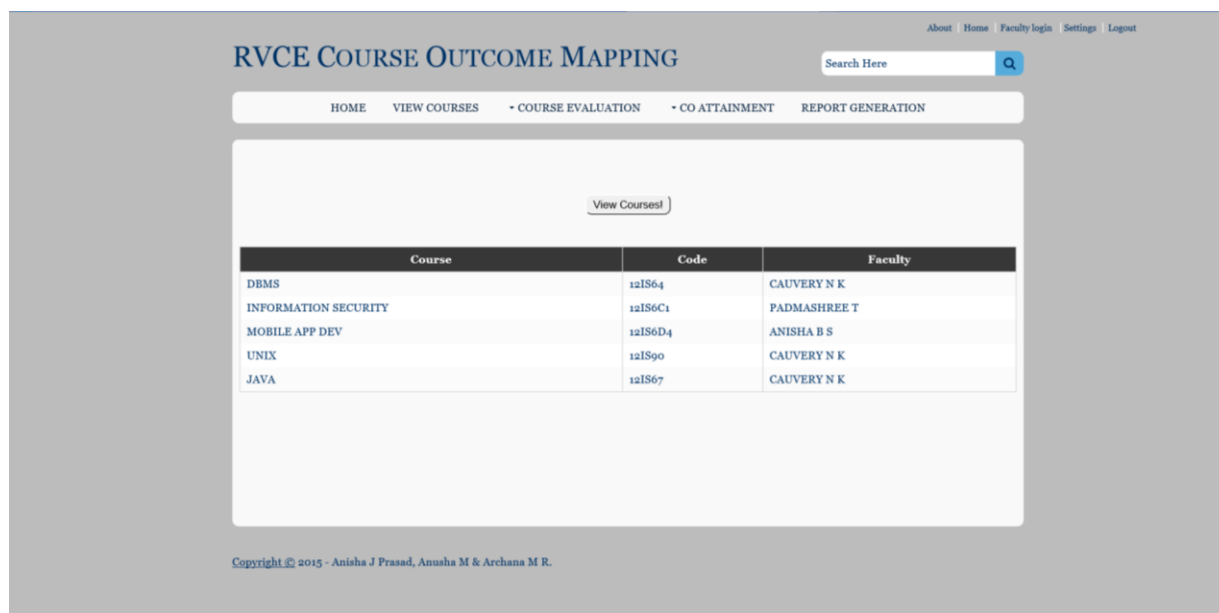 About Home Faculty login Settings Logout
RVCE COURSE OUTCOME MAPPING
Search Here
HOME VIEW COURSES COURSE EVALUATION CO ATTAINMENT REPORT GENERATION
View Courses!
Course Code Faculty
DBMS 12IS64 CAUVERY N K
INFORMATION SECURITY 12IS6C1 PADMASHREE T
MOBILE APP DEV 12IS6D4 ANISHA B S
UNIX 12IS90 CAUVERY N K
JAVA 12IS67 CAUVERY N K
Copyright © 2015 - Anisha J Prasad, Anusha M & Archana M R.